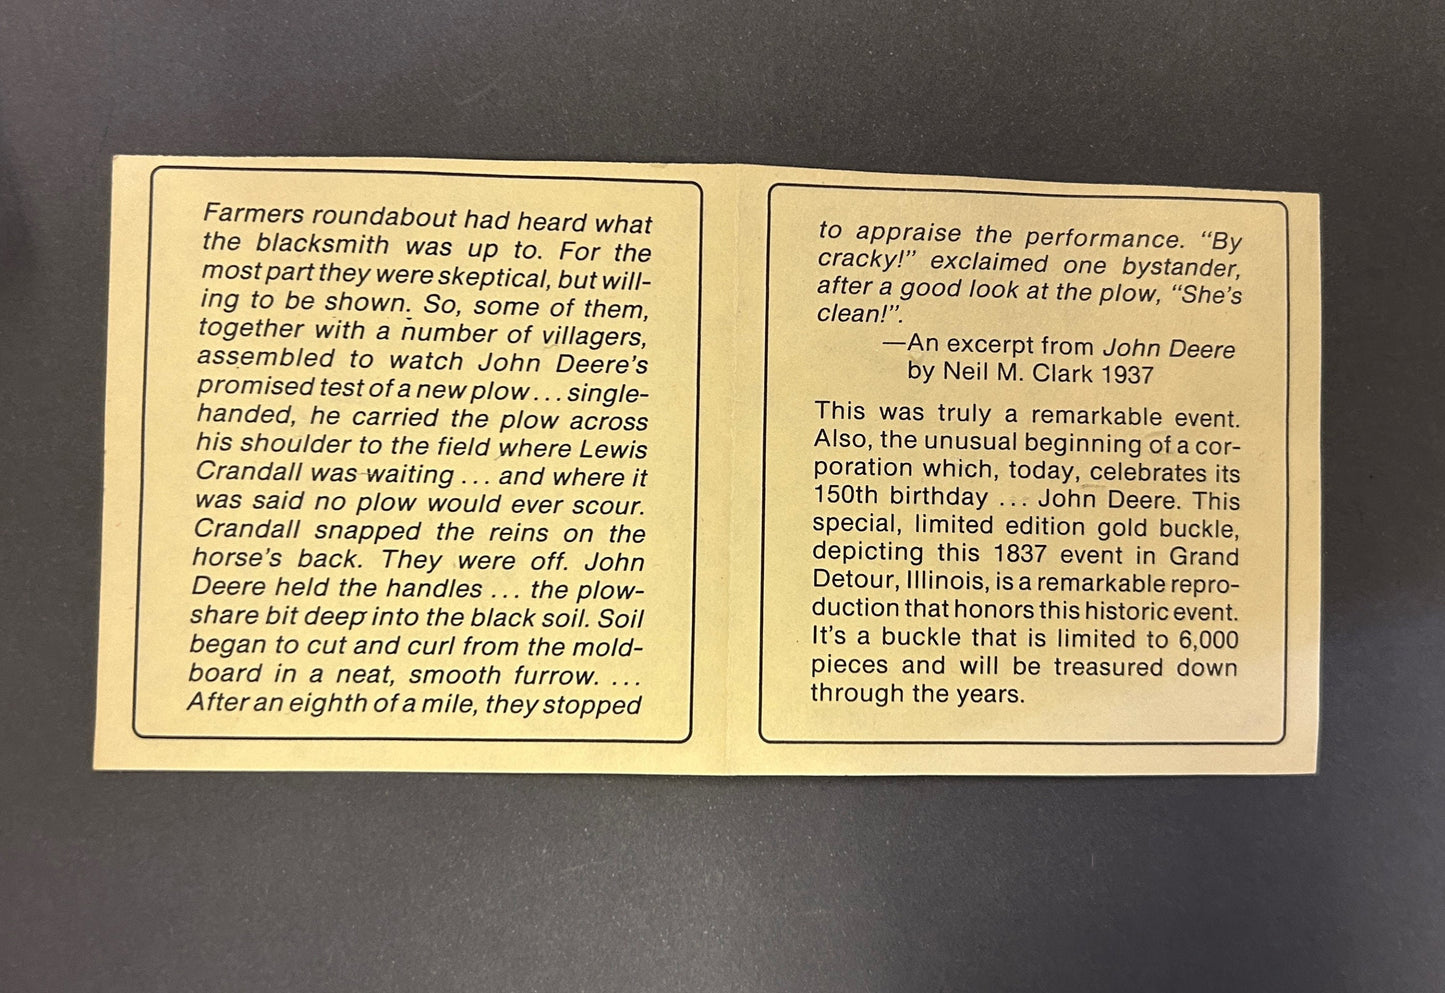 Farmers roundabout had heard what
the blacksmith was up to. For the
most part they were skeptical, but will-
ing to be shown. So, some of them,
together with a number of villagers,
assembled to watch John Deere's
promised test of a new plow . . . single-
handed, he carried the plow across
his shoulder to the field where Lewis
Crandall was waiting . . . and where it
was said no plow would ever scour.
Crandall snapped the reins on the
horse's back. They were off. John
Deere held the handles . . . the plow-
share bit deep into the black soil. Soil
began to cut and curl from the mold-
board in a neat, smooth furrow. . . .
After an eighth of a mile, they stopped
to appraise the performance. “By
cracky!” exclaimed one bystander,
after a good look at the plow, “She's
clean!”.
—An excerpt from John Deere
by Neil M. Clark 1937
This was truly a remarkable event.
Also, the unusual beginning of a cor-
poration which, today, celebrates its
150th birthday . . . John Deere. This
special, limited edition gold buckle,
depicting this 1837 event in Grand
Detour, Illinois, is a remarkable repro-
duction that honors this historic event.
It's a buckle that is limited to 6,000
pieces and will be treasured down
through the years.